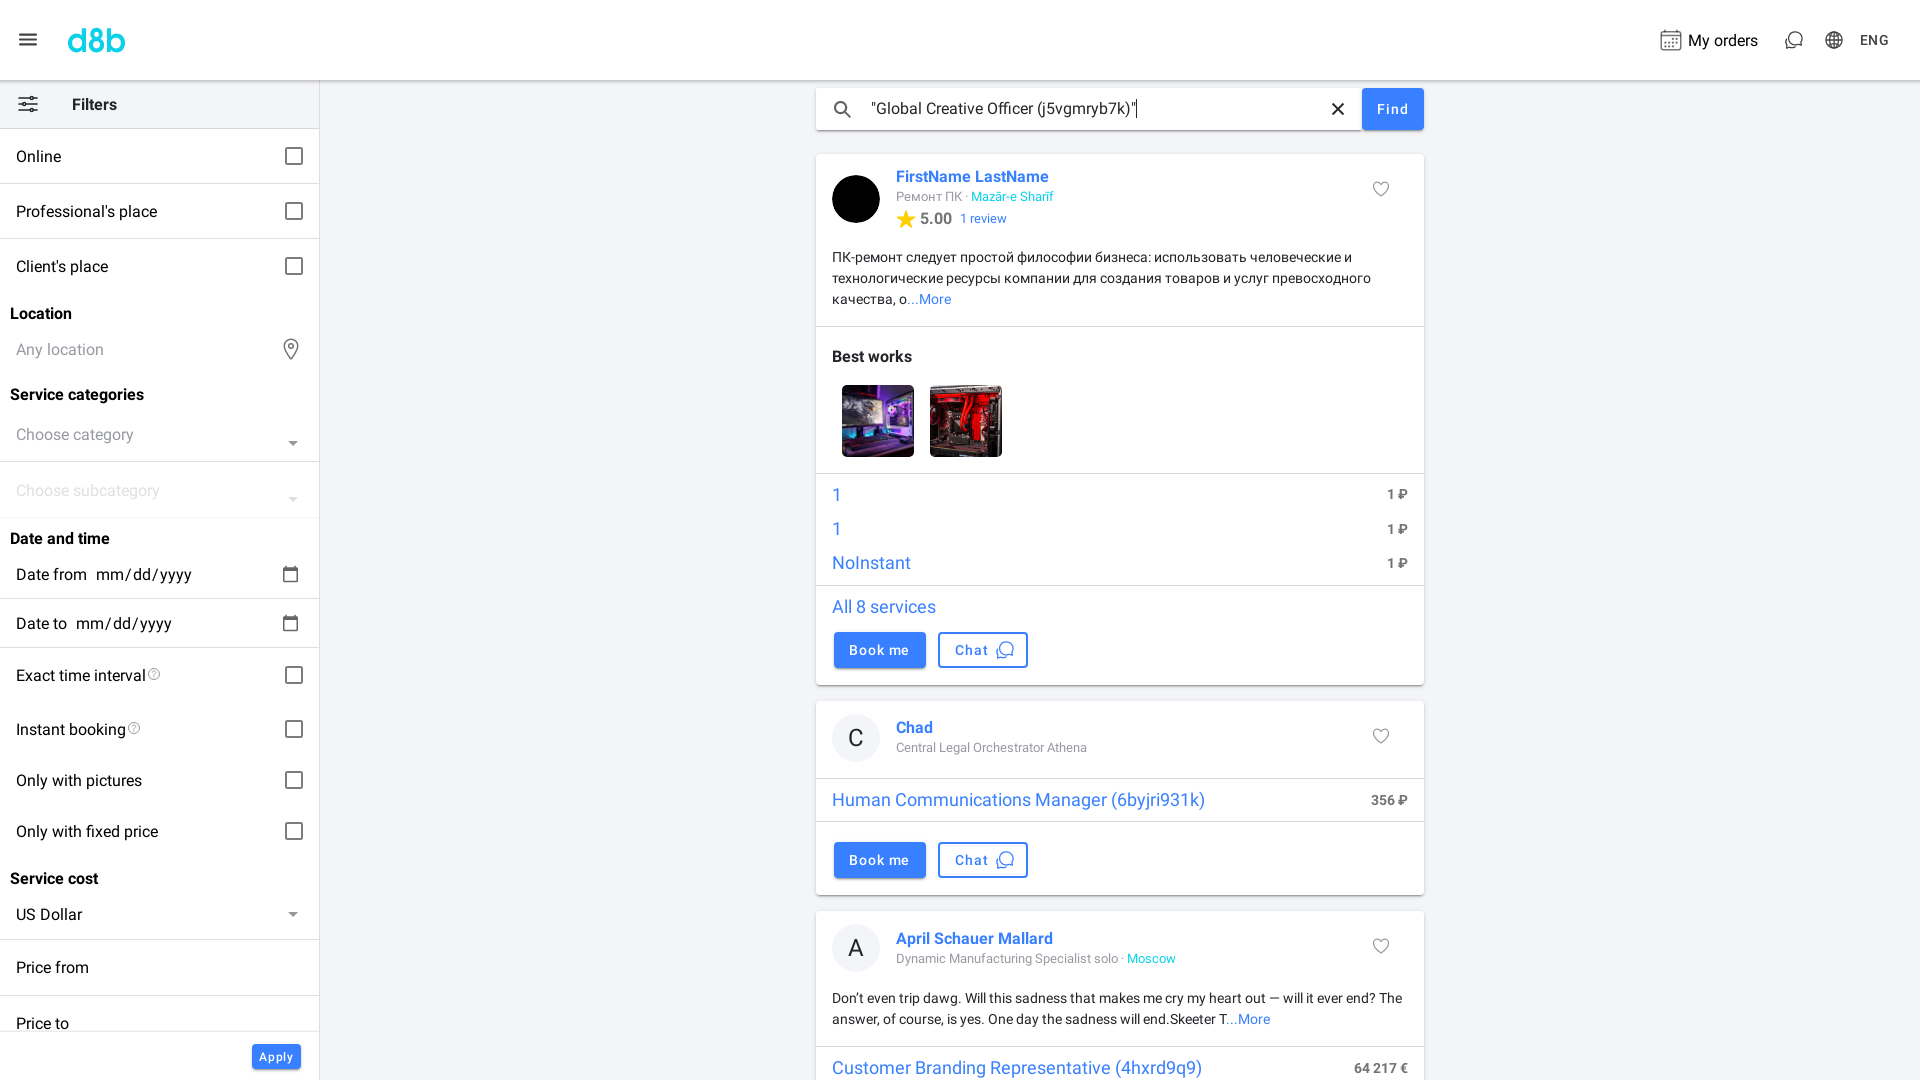 d8b
My orders
ENG
Filters
Online
Professional's place
Client's place
Location
Any location
Service categories
Choose category
Choose subcategory
Date and time
Date from mm/dd/yyyy
Date to mm/dd/yyyy
Exact time interval
Instant booking
Only with pictures
Only with fixed price
Service cost
US Dollar
Price from
Price to
Apply
"Global Creative Officer (j5vgmryb7k)"
Find
FirstName LastName
Ремонт ПК · Mazār-e Sharīf
5.00 1 review
ПК-ремонт следует простой философии бизнеса: использовать человеческие и
технологические ресурсы компании для создания товаров и услуг превосходного
качества, о...More
Best works
1 1 ₽
1 1 ₽
NoInstant 1 ₽
All 8 services
Book me Chat
C
Chad
Central Legal Orchestrator Athena
Human Communications Manager (6byjri931k) 356 ₽
Book me Chat
A
April Schauer Mallard
Dynamic Manufacturing Specialist solo · Moscow
Don’t even trip dawg. Will this sadness that makes me cry my heart out — will it ever end? The
answer, of course, is yes. One day the sadness will end.Skeeter T...More
Customer Branding Representative (4hxrd9q9) 64 217 €